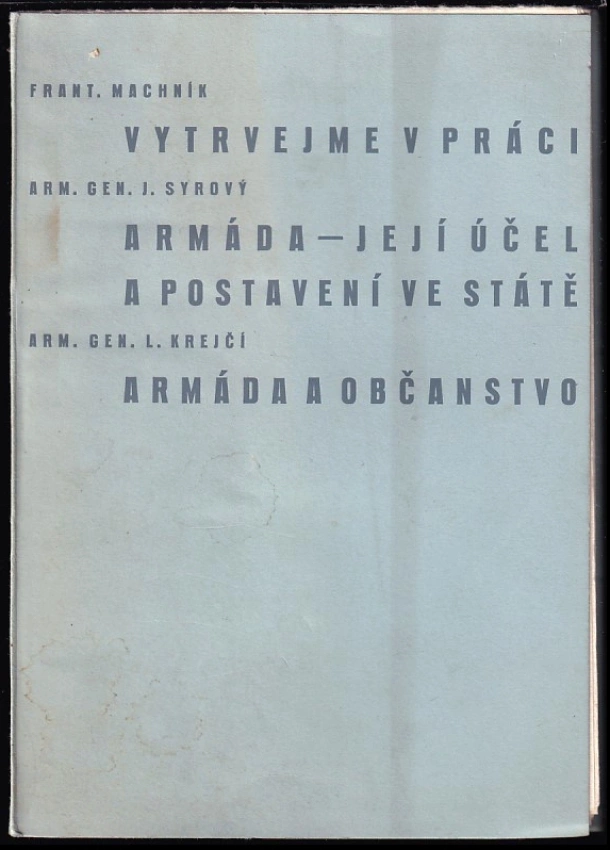 FRANT. MACHNÍK
VYTRVEJME V PRÁCI
ARM. GEN. J. SYROVÝ
ARMÁDA — JEJÍ ÚČEL
A POSTAVENÍ VE STÁTĚ
ARM. GEN. L. KREJČÍ
ARMÁDA A OBČANSTVO